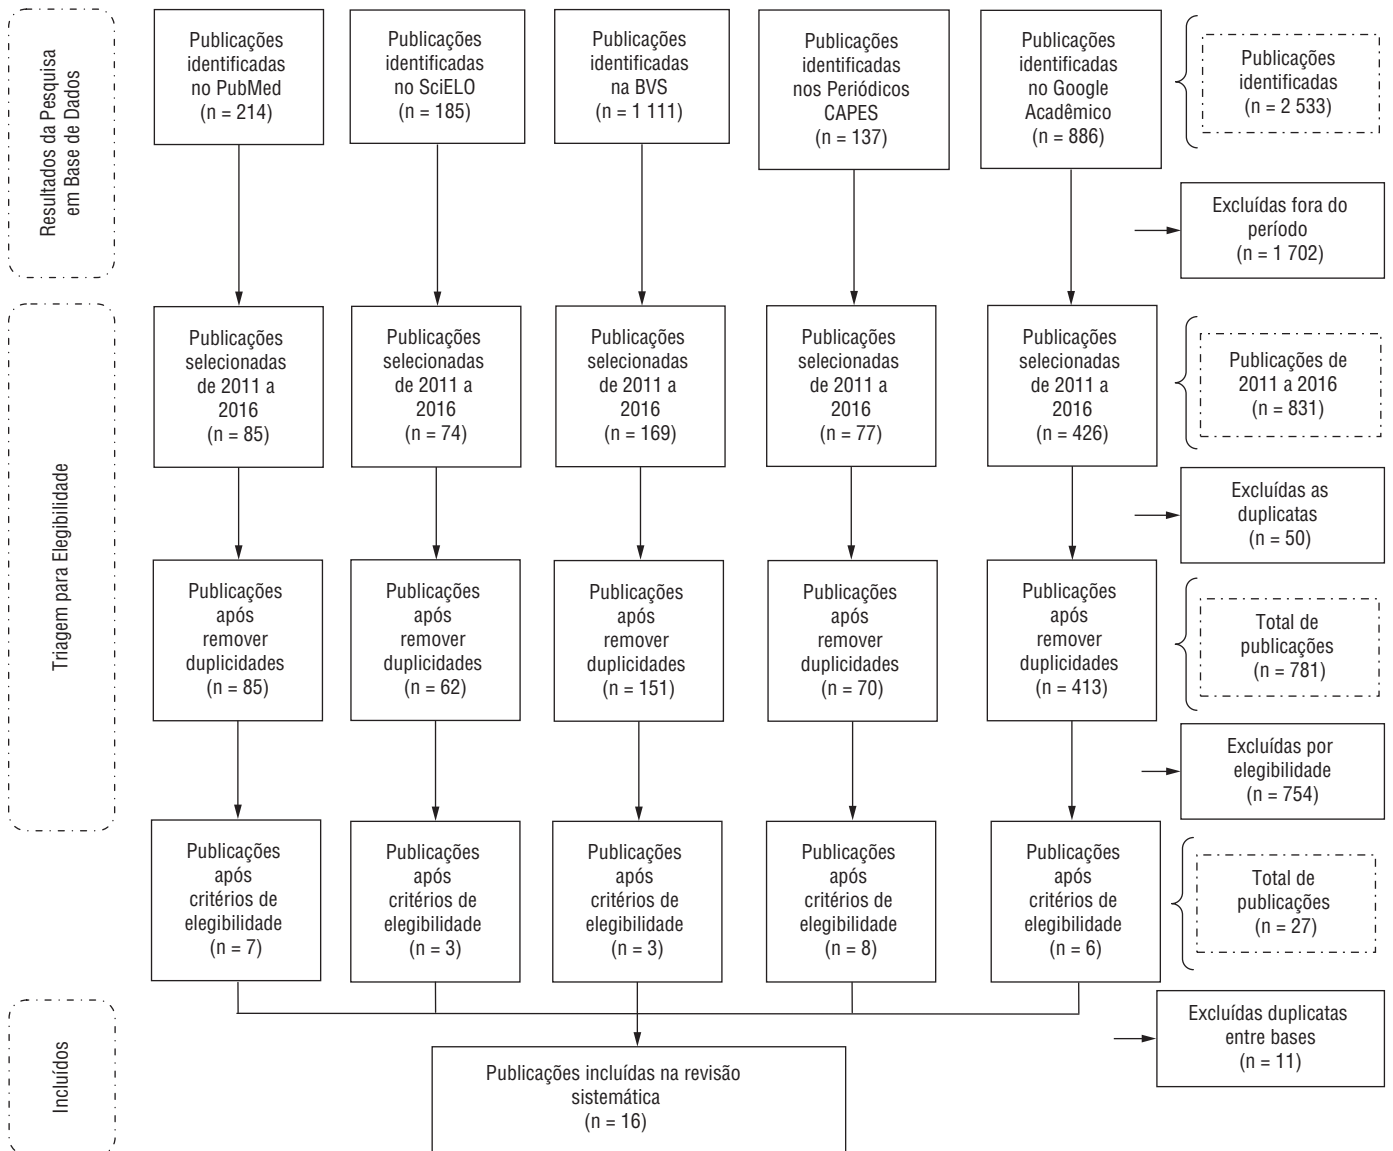 Resultados da Pesquisa
em Base de Dados
Publicações
identificadas
no PubMed
(n = 214)
Publicações
identificadas
no SciELO
(n = 185)
Publicações
identificadas
na BVS
(n = 1 111)
Publicações
identificadas
nos Periódicos
CAPES
(n = 137)
Publicações
identificadas
no Google
Acadêmico
(n = 886)
Publicações
identificadas
(n = 2 533)
Excluídas fora do
período
(n = 1 702)
Triagem para Elegibilidade
Publicações
selecionadas
de 2011 a
2016
(n = 85)
Publicações
selecionadas
de 2011 a
2016
(n = 74)
Publicações
selecionadas
de 2011 a
2016
(n = 169)
Publicações
selecionadas
de 2011 a
2016
(n = 77)
Publicações
selecionadas
de 2011 a
2016
(n = 426)
Publicações de
2011 a 2016
(n = 831)
Excluídas as
duplicatas
(n = 50)
Publicações
após
remover
duplicidades
(n = 85)
Publicações
após
remover
duplicidades
(n = 62)
Publicações
após
remover
duplicidades
(n = 151)
Publicações
após
remover
duplicidades
(n = 70)
Publicações
após
remover
duplicidades
(n = 413)
Total de
publicações
(n = 781)
Excluídas por
elegibilidade
(n = 754)
Publicações
após
critérios de
elegibilidade
(n = 7)
Publicações
após
critérios de
elegibilidade
(n = 3)
Publicações
após
critérios de
elegibilidade
(n = 3)
Publicações
após
critérios de
elegibilidade
(n = 8)
Publicações
após
critérios de
elegibilidade
(n = 6)
Total de
publicações
(n = 27)
Excluídas duplicatas
entre bases
(n = 11)
Incluídos
Publicações incluídas na revisão
sistemática
(n = 16)